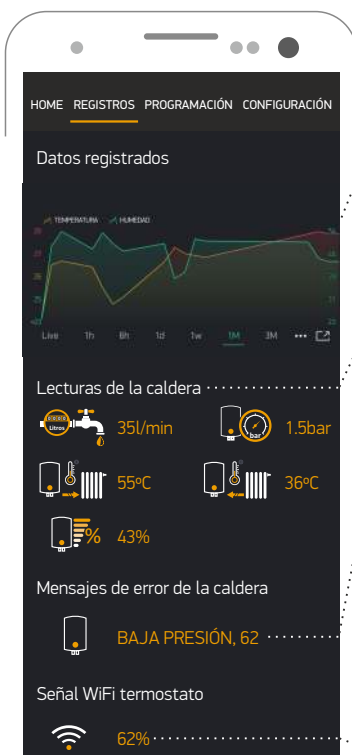 HOME REGISTROS PROGRAMACIÓN CONFIGURACIÓN
Datos registrados
TEMPERATURA HUMEDAD
Live 1h 8h 1d 1w 1M 3M
Lecturas de la caldera
Litros 35l/min bar 1.5bar
55ºC 36ºC
% 43%
Mensajes de error de la caldera
BAJA PRESIÓN, 62
Señal WiFi termostato
62%